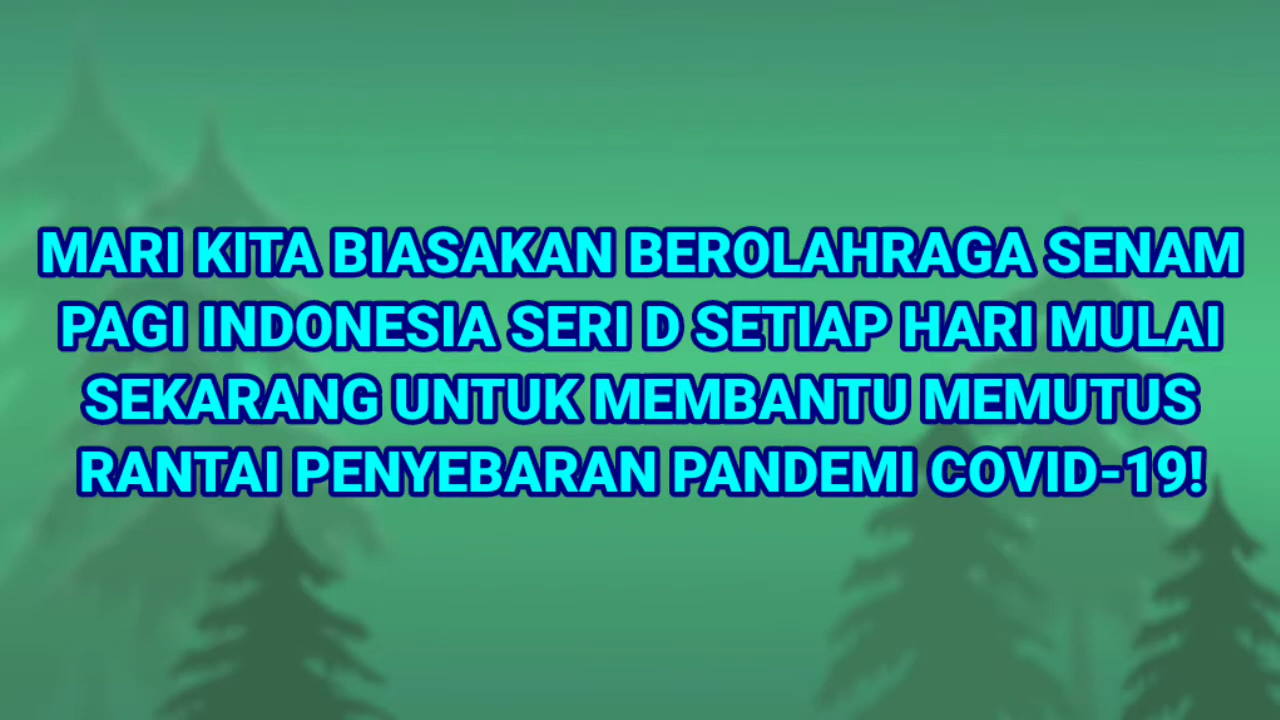 MARI KITA BIASAKAN BEROLAHRAGA SENAM
PAGI INDONESIA SERI D SETIAP HARI MULAI
SEKARANG UNTUK MEMBANTU MEMUTUS
RANTAI PENYEBARAN PANDEMI COVID-19!